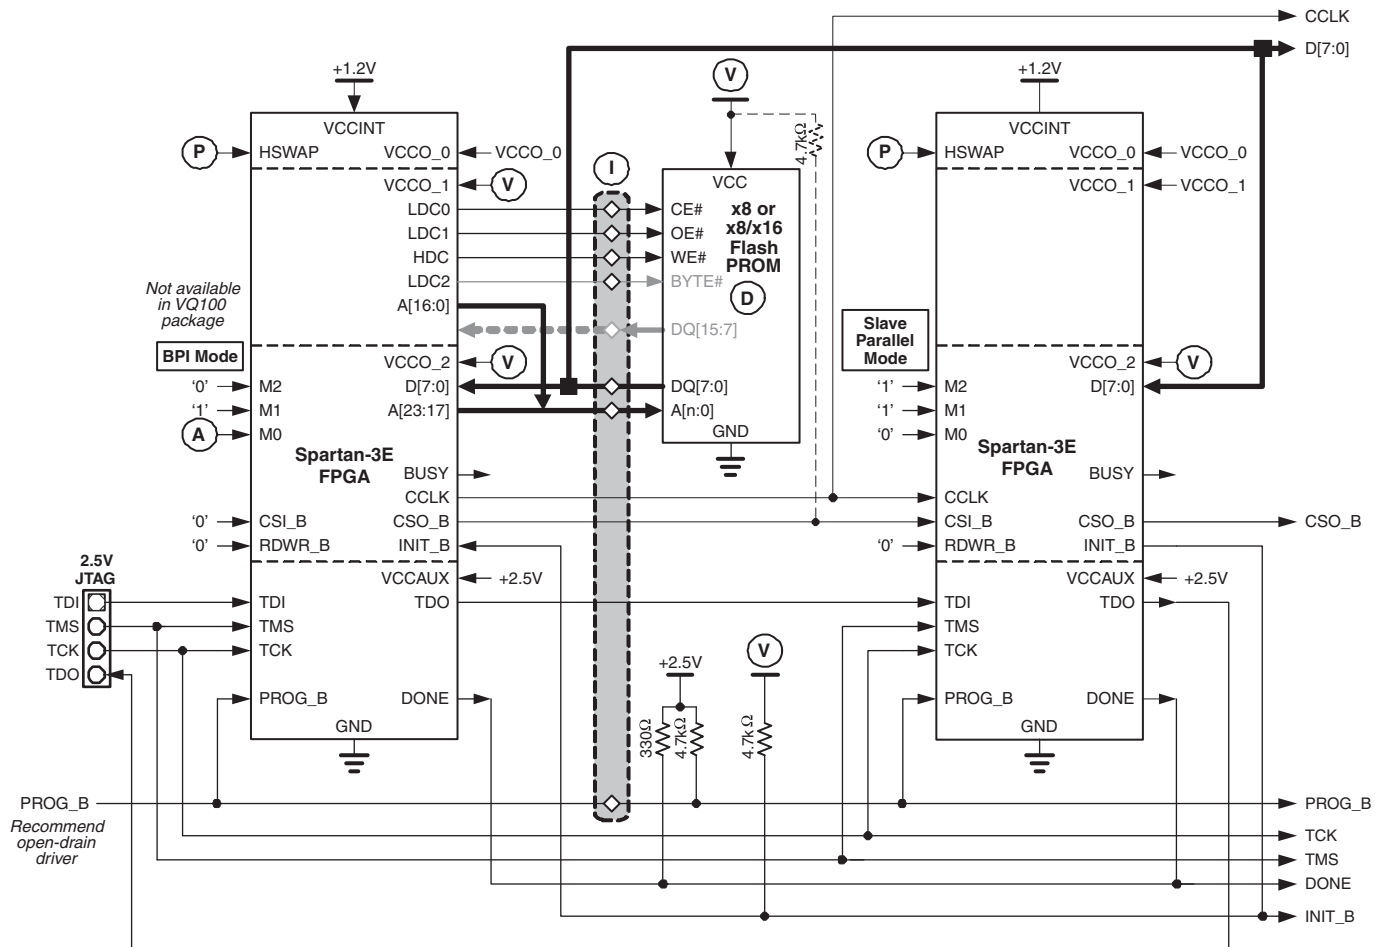 CCLK
D[7:0]
+1.2V
V
+1.2V
4.7kΩ
VCCINT
P
HSWAP
VCCO_0
VCCO_0
I
VCCO_1
V
LDC0
LDC1
HDC
LDC2
A[16:0]
Not available
in VQ100
package
BPI Mode
VCCO_2
V
‘0’
M2
D[7:0]
‘1’
M1
A[23:17]
A
M0
Spartan-3E
FPGA
BUSY
CCLK
‘0’
CSI_B
CSO_B
‘0’
RDWR_B
INIT_B
VCCAUX
+2.5V
2.5V
JTAG
TDI
TDI
TDO
TMS
TMS
TCK
TCK
TDO
PROG_B
DONE
GND
VCC
CE#
x8 or
x8/x16
Flash
PROM
OE#
WE#
BYTE#
D
DQ[15:7]
DQ[7:0]
A[n:0]
GND
VCCINT
P
HSWAP
VCCO_0
VCCO_0
VCCO_1
VCCO_1
Slave
Parallel
Mode
VCCO_2
V
‘1’
M2
D[7:0]
‘1’
M1
‘0’
M0
Spartan-3E
FPGA
BUSY
CCLK
CSI_B
CSO_B
CSO_B
‘0’
RDWR_B
INIT_B
VCCAUX
+2.5V
TDI
TDO
TMS
TCK
PROG_B
DONE
GND
+2.5V
V
330Ω
4.7kΩ
4.7kΩ
PROG_B
Recommend
open-drain
driver
PROG_B
TCK
TMS
DONE
INIT_B